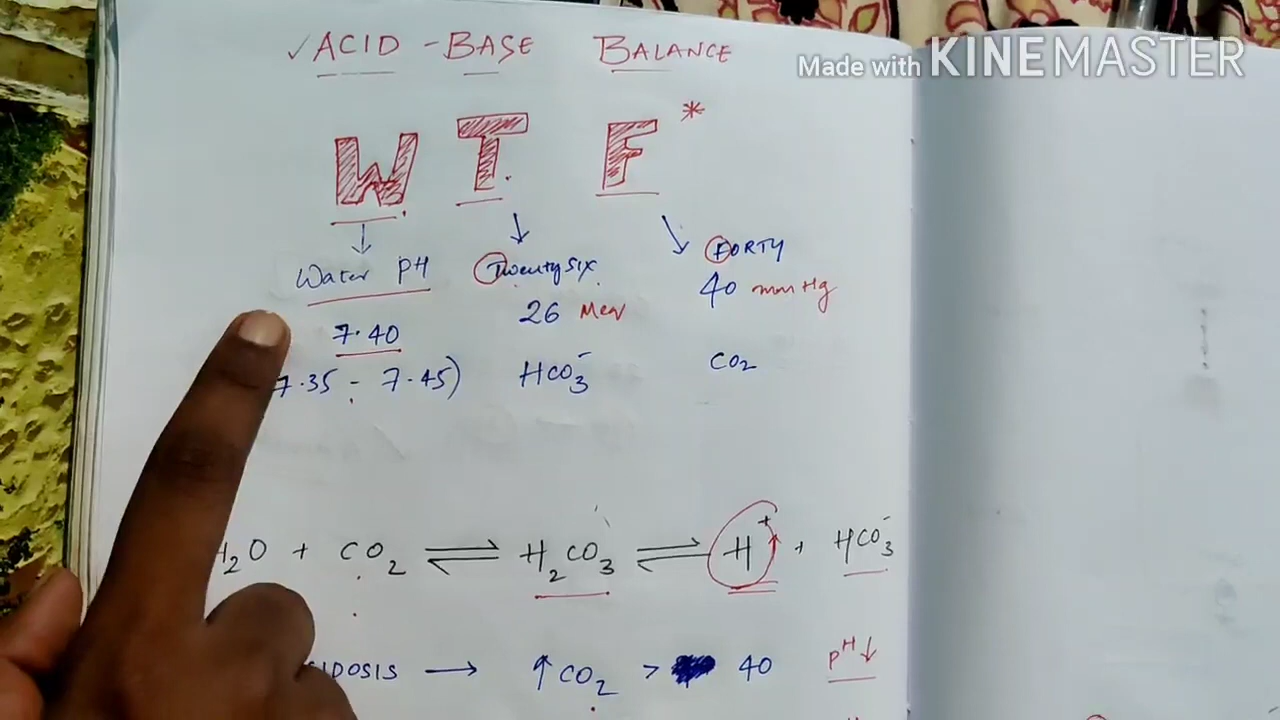 ✓ACID - BASE BALANCE
Made with KINEMASTER
W T. F *
↓ ↓ ↓
Water PH Twenty six FORTY
7.40 26 Meq 40 mmHg
7.35 - 7.45) HCO3⁻ CO2
H2O + CO2 ⇌ H2CO3 ⇌ H⁺ ↑ + HCO3⁻
IDOSIS → ↑CO2 > 40 pH↓